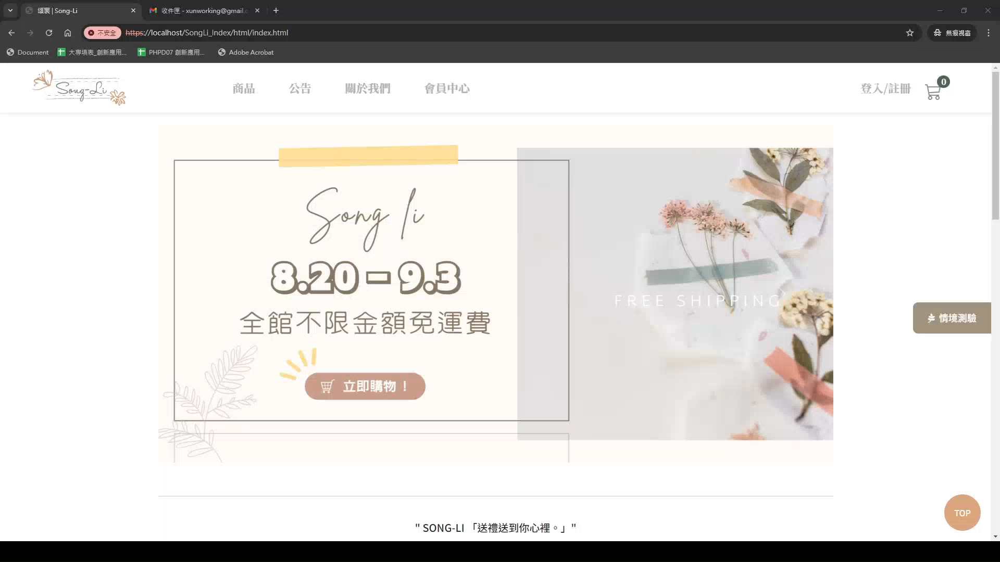 頌裏 | Song-Li
收件匣 - xunworking@gmail.c
不安全
https://localhost/SongLi_Index/html/index.html
無痕視窗
Document
大專填表_創新應用...
PHPD07 創新應用...
Adobe Acrobat
Song-Li
商品
公告
關於我們
會員中心
登入/註冊
0
Song li
8.20-9.3
全館不限金額免運費
立即購物！
FREE SHIPPING
情境測驗
TOP
" SONG-LI 「送禮送到你心裡。」"